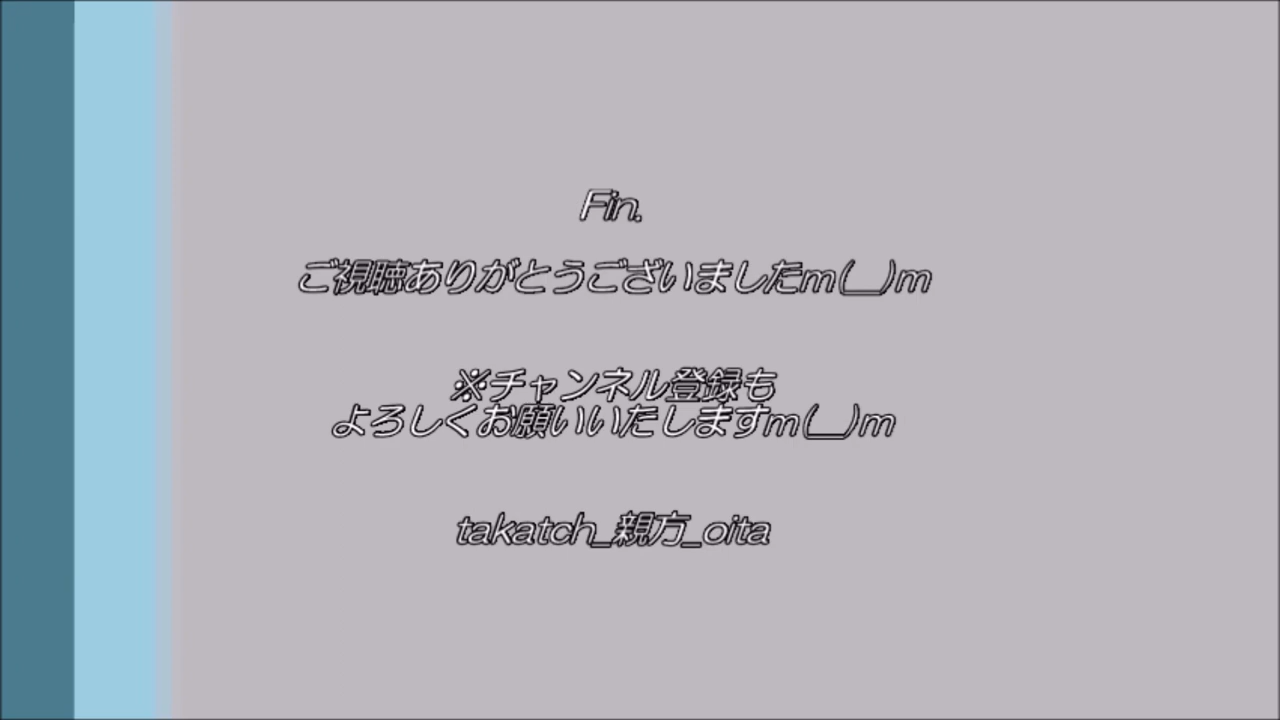 Fin.
ご視聴ありがとうございましたm(__)m
※チャンネル登録も
よろしくお願いいたしますm(__)m
takatch_親方_oita